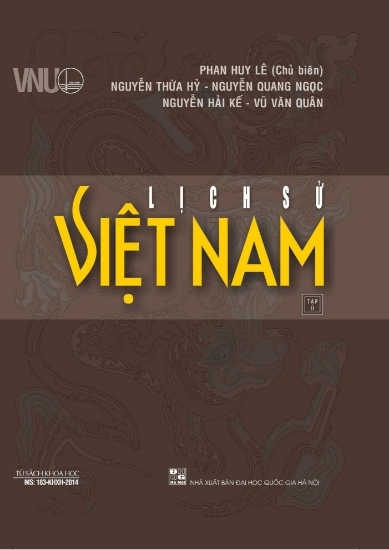 VNU
PHAN HUY LÊ (Chủ biên)
NGUYỄN THỪA HỶ - NGUYỄN QUANG NGỌC
NGUYỄN HẢI KẾ - VŨ VĂN QUÂN
LỊCH SỬ
VIỆT NAM
TẬP
II
TỦ SÁCH KHOA HỌC
MS: 183-KHXH-2014
NHÀ XUẤT BẢN ĐẠI HỌC QUỐC GIA HÀ NỘI